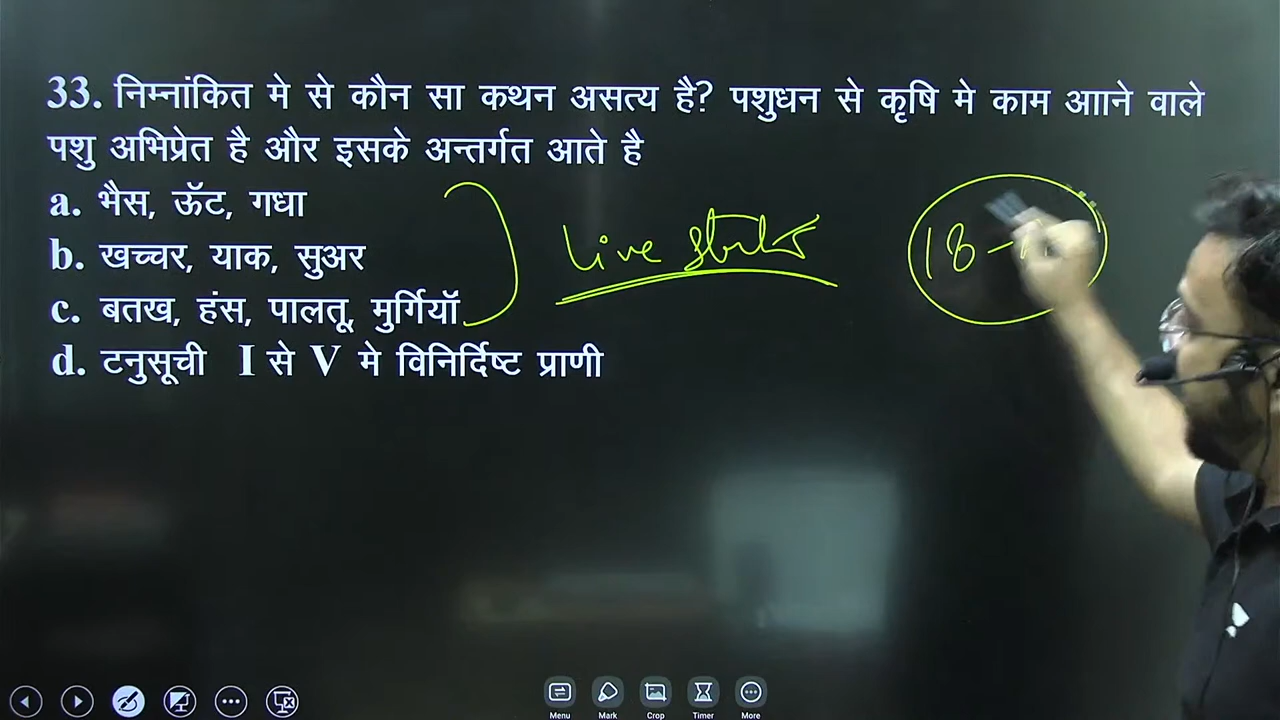 33. निम्नांकित मे से कौन सा कथन असत्य है? पशुधन से कृषि मे काम आाने वाले
पशु अभिप्रेत है और इसके अन्तर्गत आते है
a. भैस, ऊॅट, गधा
b. खच्चर, याक, सुअर
c. बतख, हंस, पालतू, मुर्गियॉ
d. टनुसूची I से V मे विनिर्दिष्ट प्राणी
Live
18-
Menu Mark Crop Timer More